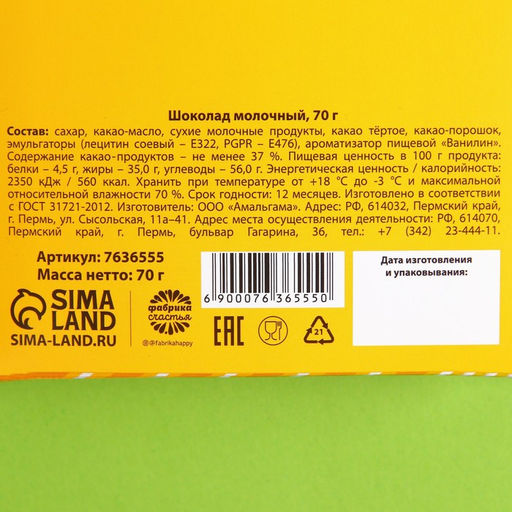 Шоколад молочный, 70 г
Состав: сахар, какао-масло, сухие молочные продукты, какао тёртое, какао-порошок,
эмульгаторы (лецитин соевый – Е322, PGPR – Е476), ароматизатор пищевой «Ванилин».
Содержание какао-продуктов – не менее 37 %. Пищевая ценность в 100 г продукта:
белки – 4,5 г, жиры – 35,0 г, углеводы – 56,0 г. Энергетическая ценность / калорийность:
2350 кДж / 560 ккал. Хранить при температуре от +18 °С до -3 °С и максимальной
относительной влажности 70 %. Срок годности: 12 месяцев. Изготовлено в соответствии
с ГОСТ 31721-2012. Изготовитель: ООО «Амальгама». Адрес: РФ, 614032, Пермский край,
г. Пермь, ул. Сысольская, 11а–41. Адрес места осуществления деятельности: РФ, 614070,
Пермский край, г. Пермь, бульвар Гагарина, 36, тел., +7 (342) 23-444-11.
Артикул: 7636555
Масса нетто: 70 г
SIMA
LAND
SIMA-LAND.RU
фабрика
счастья
@@fabrikahappy
6 900076 365550
ЕАС
21
Дата изготовления
и упаковывания: